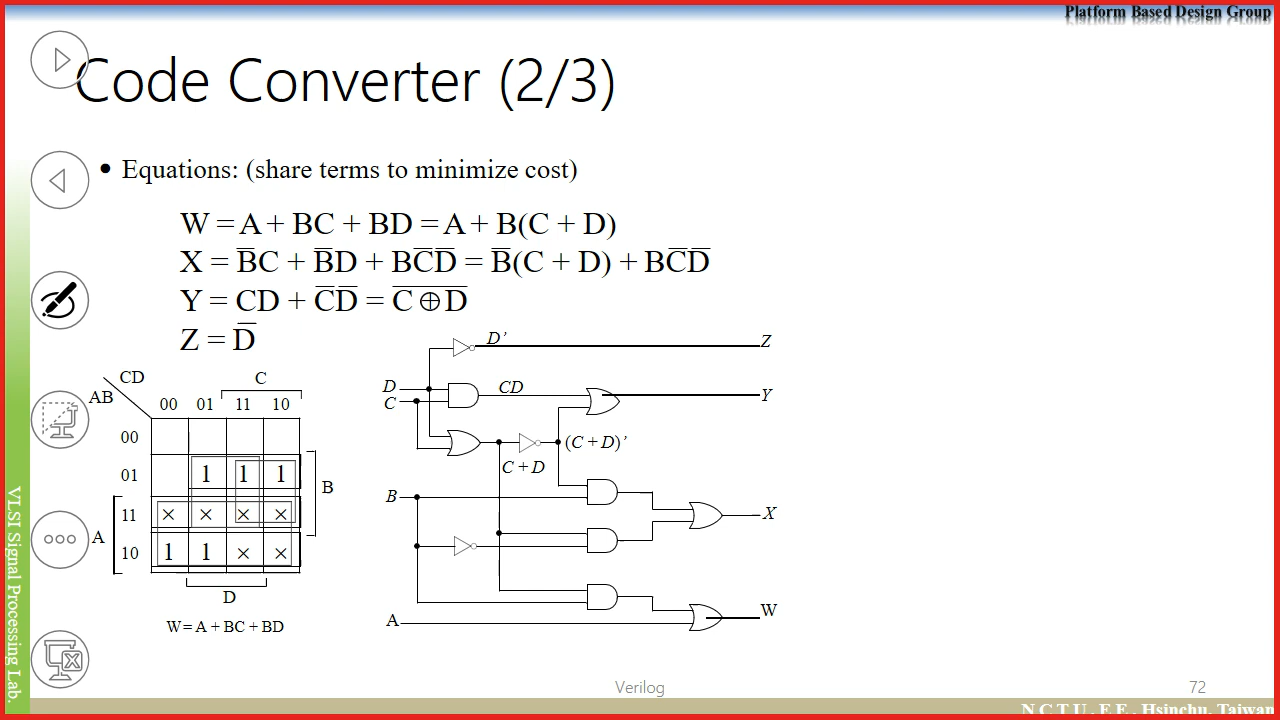 Platform Based Design Group
Code Converter (2/3)
• Equations: (share terms to minimize cost)
W = A + BC + BD = A + B(C + D)
X = B̅C + B̅D + BC̅D̅ = B̅(C + D) + BC̅D̅
Y = CD + C̅D̅ = C̅ ̅⊕̅ ̅D̅
Z = D̅
CD
C
AB
00 01 11 10
00
01 1 1 1
B
11 × × × ×
A
10 1 1 × ×
D
W = A + BC + BD
D’
Z
D
CD
Y
C
(C + D)’
C + D
B
X
W
A
VLSI Signal Processing Lab.
Verilog
72
N C T U . E E . Hsinchu, Taiwan